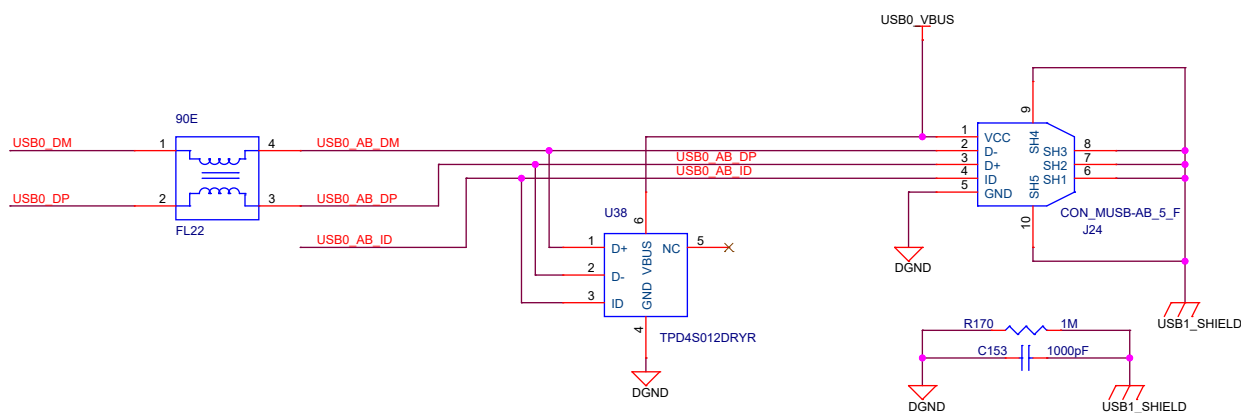 USB0_VBUS
90E
USB0_DM 1 4 USB0_AB_DM
USB0_DP 2 3 USB0_AB_DP
FL22
USB0_AB_ID
USB0_AB_DP
USB0_AB_ID
1 VCC
2 D-
3 D+
4 ID
5 GND
9 SH4
8 SH3
7 SH2
6 SH1
10 SH5
CON_MUSB-AB_5_F
J24
DGND
U38
6 VBUS
1 D+
2 D-
3 ID
NC 5
4 GND
TPD4S012DRYR
DGND
USB1_SHIELD
R170 1M
C153 1000pF
DGND
USB1_SHIELD